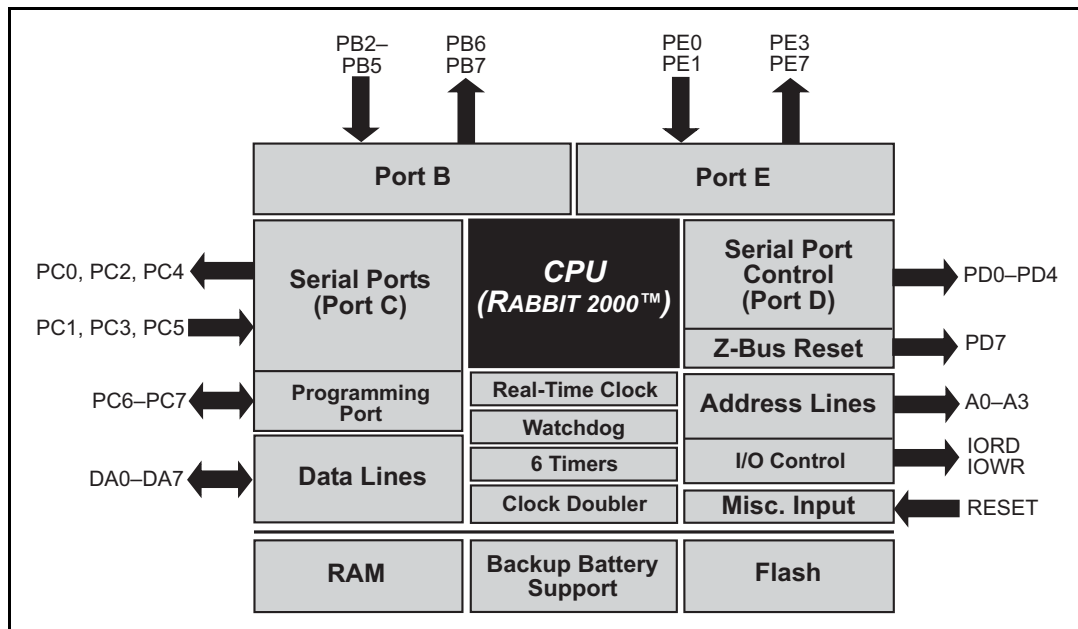 PB2–
PB5
PB6
PB7
PE0
PE1
PE3
PE7
Port B
Port E
PC0, PC2, PC4
PC1, PC3, PC5
Serial Ports
(Port C)
CPU
(RABBIT 2000™)
Serial Port
Control
(Port D)
PD0–PD4
Z-Bus Reset
PD7
PC6–PC7
Programming
Port
Real-Time Clock
Watchdog
Address Lines
A0–A3
DA0–DA7
Data Lines
6 Timers
Clock Doubler
I/O Control
IORD
IOWR
Misc. Input
RESET
RAM
Backup Battery
Support
Flash